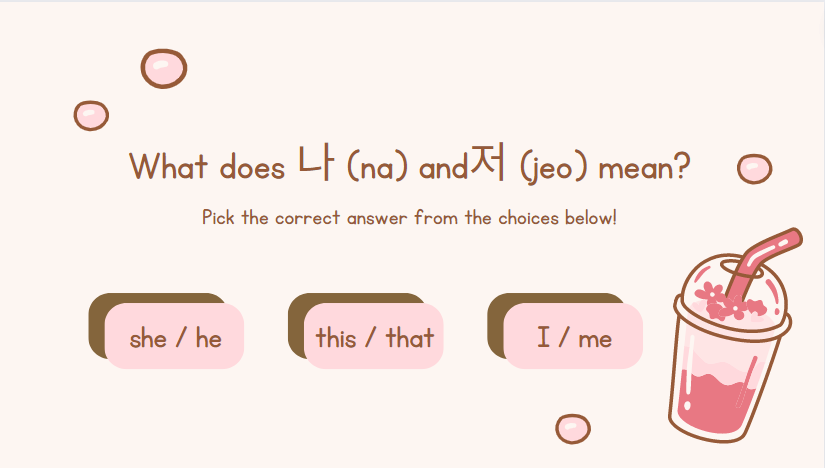 What does 나 (na) and저 (jeo) mean?
Pick the correct answer from the choices below!
she / he
this / that
I / me